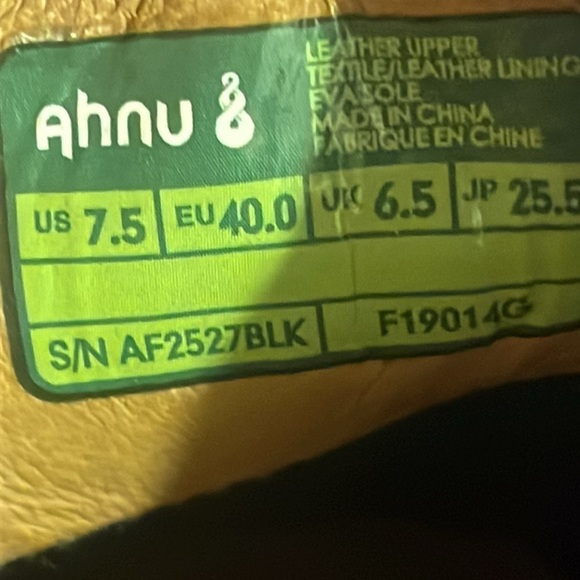 Ahnu
LEATHER UPPER
TEXTILE/LEATHER LINING
EVA SOLE
MADE IN CHINA
FABRIQUE EN CHINE
US 7.5 EU 40.0 UK 6.5 JP 25.5
S/N AF2527BLK F19014G